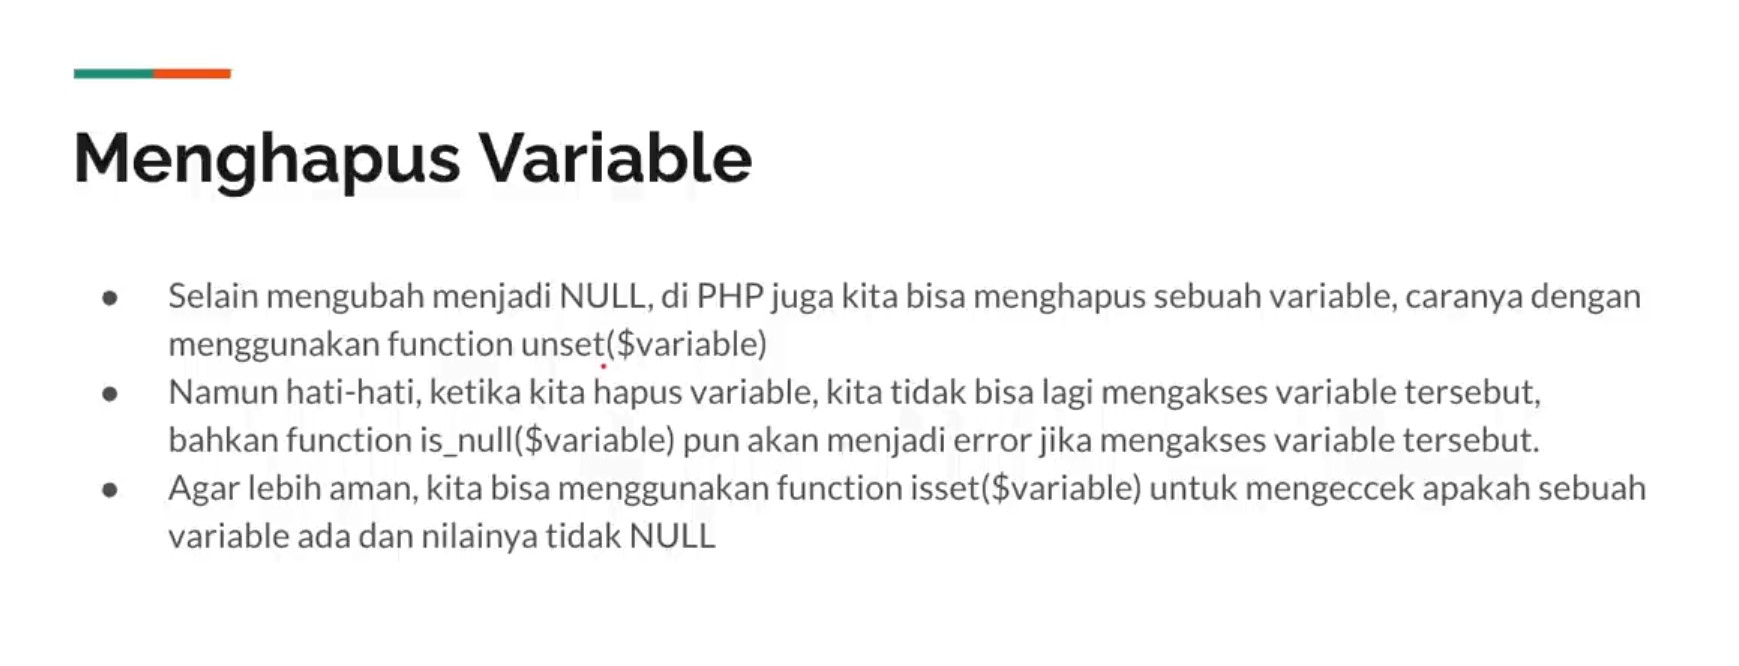 Menghapus Variable
● Selain mengubah menjadi NULL, di PHP juga kita bisa menghapus sebuah variable, caranya dengan
menggunakan function unset($variable)
● Namun hati-hati, ketika kita hapus variable, kita tidak bisa lagi mengakses variable tersebut,
bahkan function is_null($variable) pun akan menjadi error jika mengakses variable tersebut.
● Agar lebih aman, kita bisa menggunakan function isset($variable) untuk mengeccek apakah sebuah
variable ada dan nilainya tidak NULL